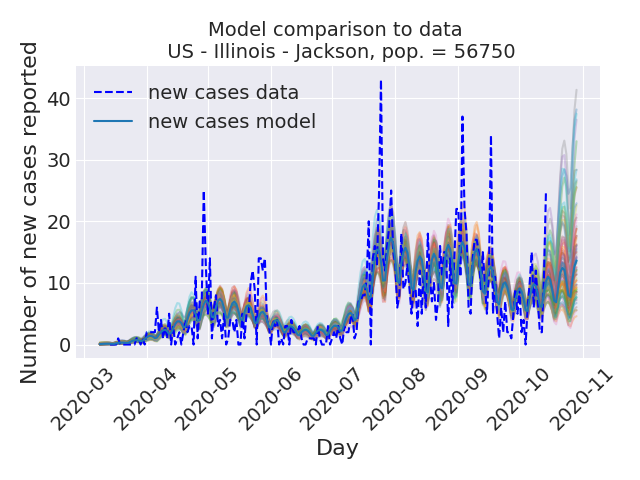 Model comparison to data
US - Illinois - Jackson, pop. = 56750
Number of new cases reported
40
30
20
10
0
new cases data
new cases model
2020-03
2020-04
2020-05
2020-06
2020-07
2020-08
2020-09
2020-10
2020-11
Day